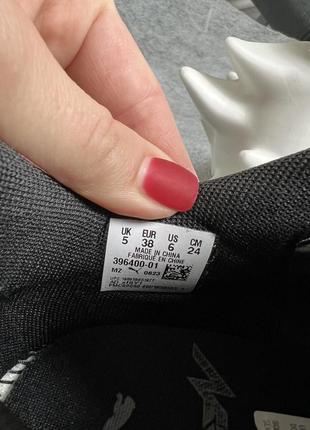 UK EUR US CM
5 38 6 24
MADE IN CHINA
FABRIQUÉ EN CHINE
396400-01
MZ 0823